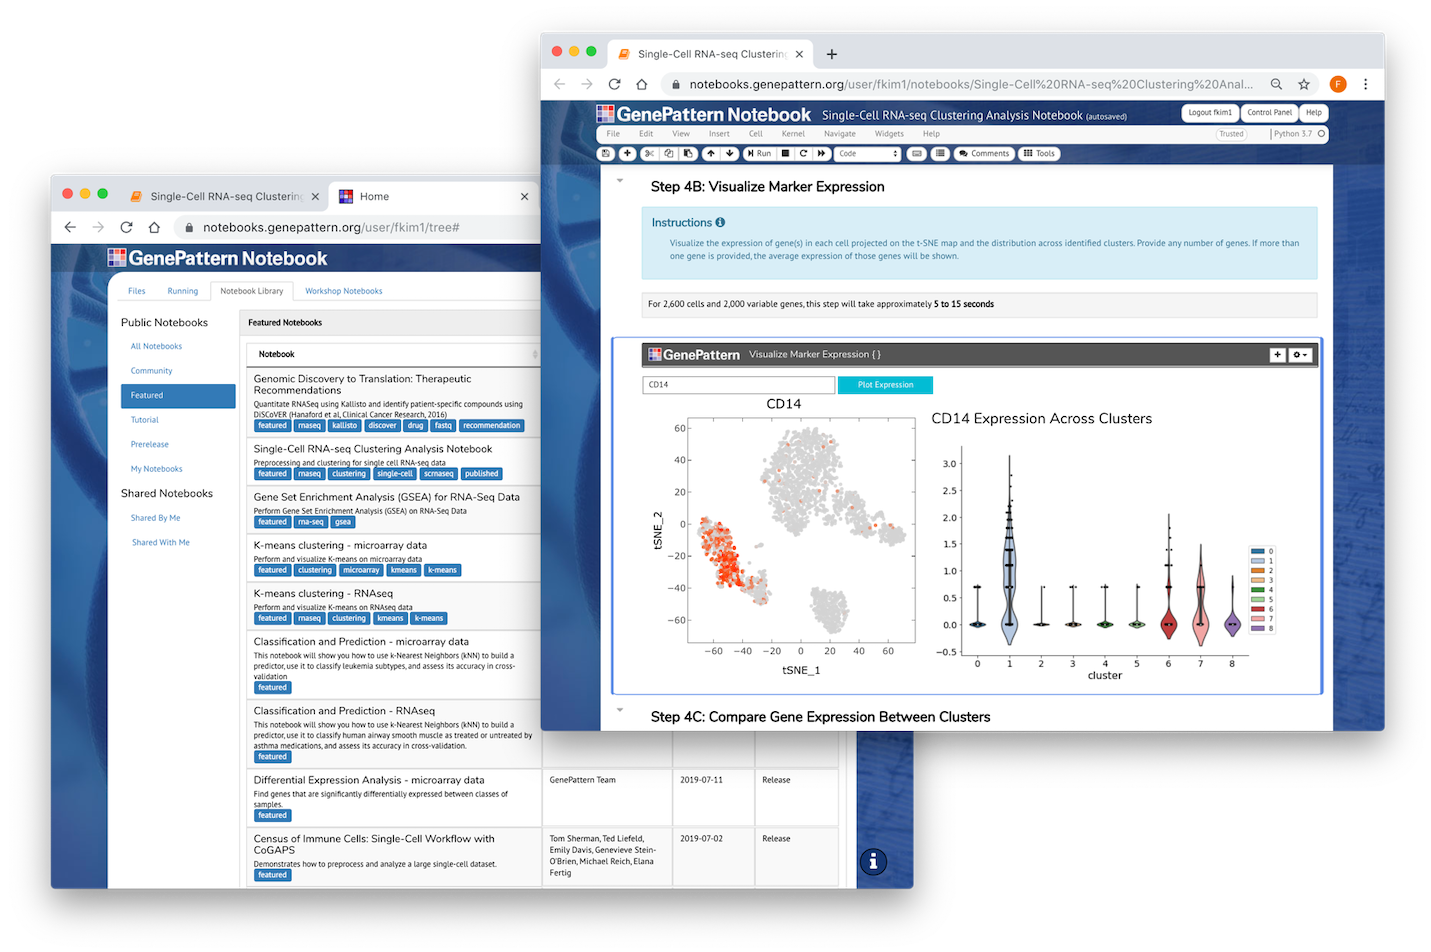 Single-Cell RNA-seq Clustering
Home
notebooks.genepattern.org/user/fkim1/tree#
GenePattern Notebook
Files
Running
Notebook Library
Workshop Notebooks
Public Notebooks
All Notebooks
Community
Featured
Tutorial
Prerelease
My Notebooks
Shared Notebooks
Shared By Me
Shared With Me
Featured Notebooks
Notebook
Genomic Discovery to Translation: Therapeutic
Recommendations
Quantitate RNASeq using Kallisto and identify patient-specific compounds using
DiSCoVER (Hanaford et al, Clinical Cancer Research, 2016)
featured rnaseq kallisto discover drug fastq recommendation
Single-Cell RNA-seq Clustering Analysis Notebook
Preprocessing and clustering for single cell RNA-seq data
featured rnaseq clustering single-cell scrnaseq published
Gene Set Enrichment Analysis (GSEA) for RNA-Seq Data
Perform Gene Set Enrichment Analysis (GSEA) on RNA-Seq Data
featured rna-seq gsea
K-means clustering - microarray data
Perform and visualize K-means on microarray data
featured clustering microarray kmeans k-means
K-means clustering - RNAseq
Perform and visualize K-means on RNAseq data
featured rnaseq clustering kmeans k-means
Classification and Prediction - microarray data
This notebook will show you how to use k-Nearest Neighbors (kNN) to build a
predictor, use it to classify leukemia subtypes, and assess its accuracy in cross-
validation
featured
Classification and Prediction - RNAseq
This notebook will show you how to use k-Nearest Neighbors (kNN) to build a
predictor, use it to classify human airway smooth muscle as treated or untreated by
asthma medications, and assess its accuracy in cross-validation.
featured
Differential Expression Analysis - microarray data
Find genes that are significantly differentially expressed between classes of
samples.
featured
GenePattern Team
2019-07-11
Release
Census of Immune Cells: Single-Cell Workflow with
CoGAPS
Demonstrates how to preprocess and analyze a large single-cell dataset.
featured
Tom Sherman, Ted Liefeld,
Emily Davis, Genevieve Stein-
O'Brien, Michael Reich, Elana
Fertig
2019-07-02
Release
i
Single-Cell RNA-seq Clustering
notebooks.genepattern.org/user/fkim1/notebooks/Single-Cell%20RNA-seq%20Clustering%20Anal...
F
GenePattern Notebook Single-Cell RNA-seq Clustering Analysis Notebook (autosaved)
Logout fkim1 Control Panel Help
File Edit View Insert Cell Kernel Navigate Widgets Help
Trusted Python 3.7
Run Code Comments Tools
Step 4B: Visualize Marker Expression
Instructions
Visualize the expression of gene(s) in each cell projected on the t-SNE map and the distribution across identified clusters. Provide any number of genes. If more
than one gene is provided, the average expression of those genes will be shown.
For 2,600 cells and 2,000 variable genes, this step will take approximately 5 to 15 seconds
GenePattern Visualize Marker Expression { }
CD14
Plot Expression
CD14
60
40
20
0
−20
−40
−60
tSNE_2
−60 −40 −20 0 20 40 60
tSNE_1
CD14 Expression Across Clusters
3.0
2.5
2.0
1.5
1.0
0.5
0.0
−0.5
0 1 2 3 4 5 6 7 8
cluster
0
1
2
3
4
5
6
7
8
Step 4C: Compare Gene Expression Between Clusters